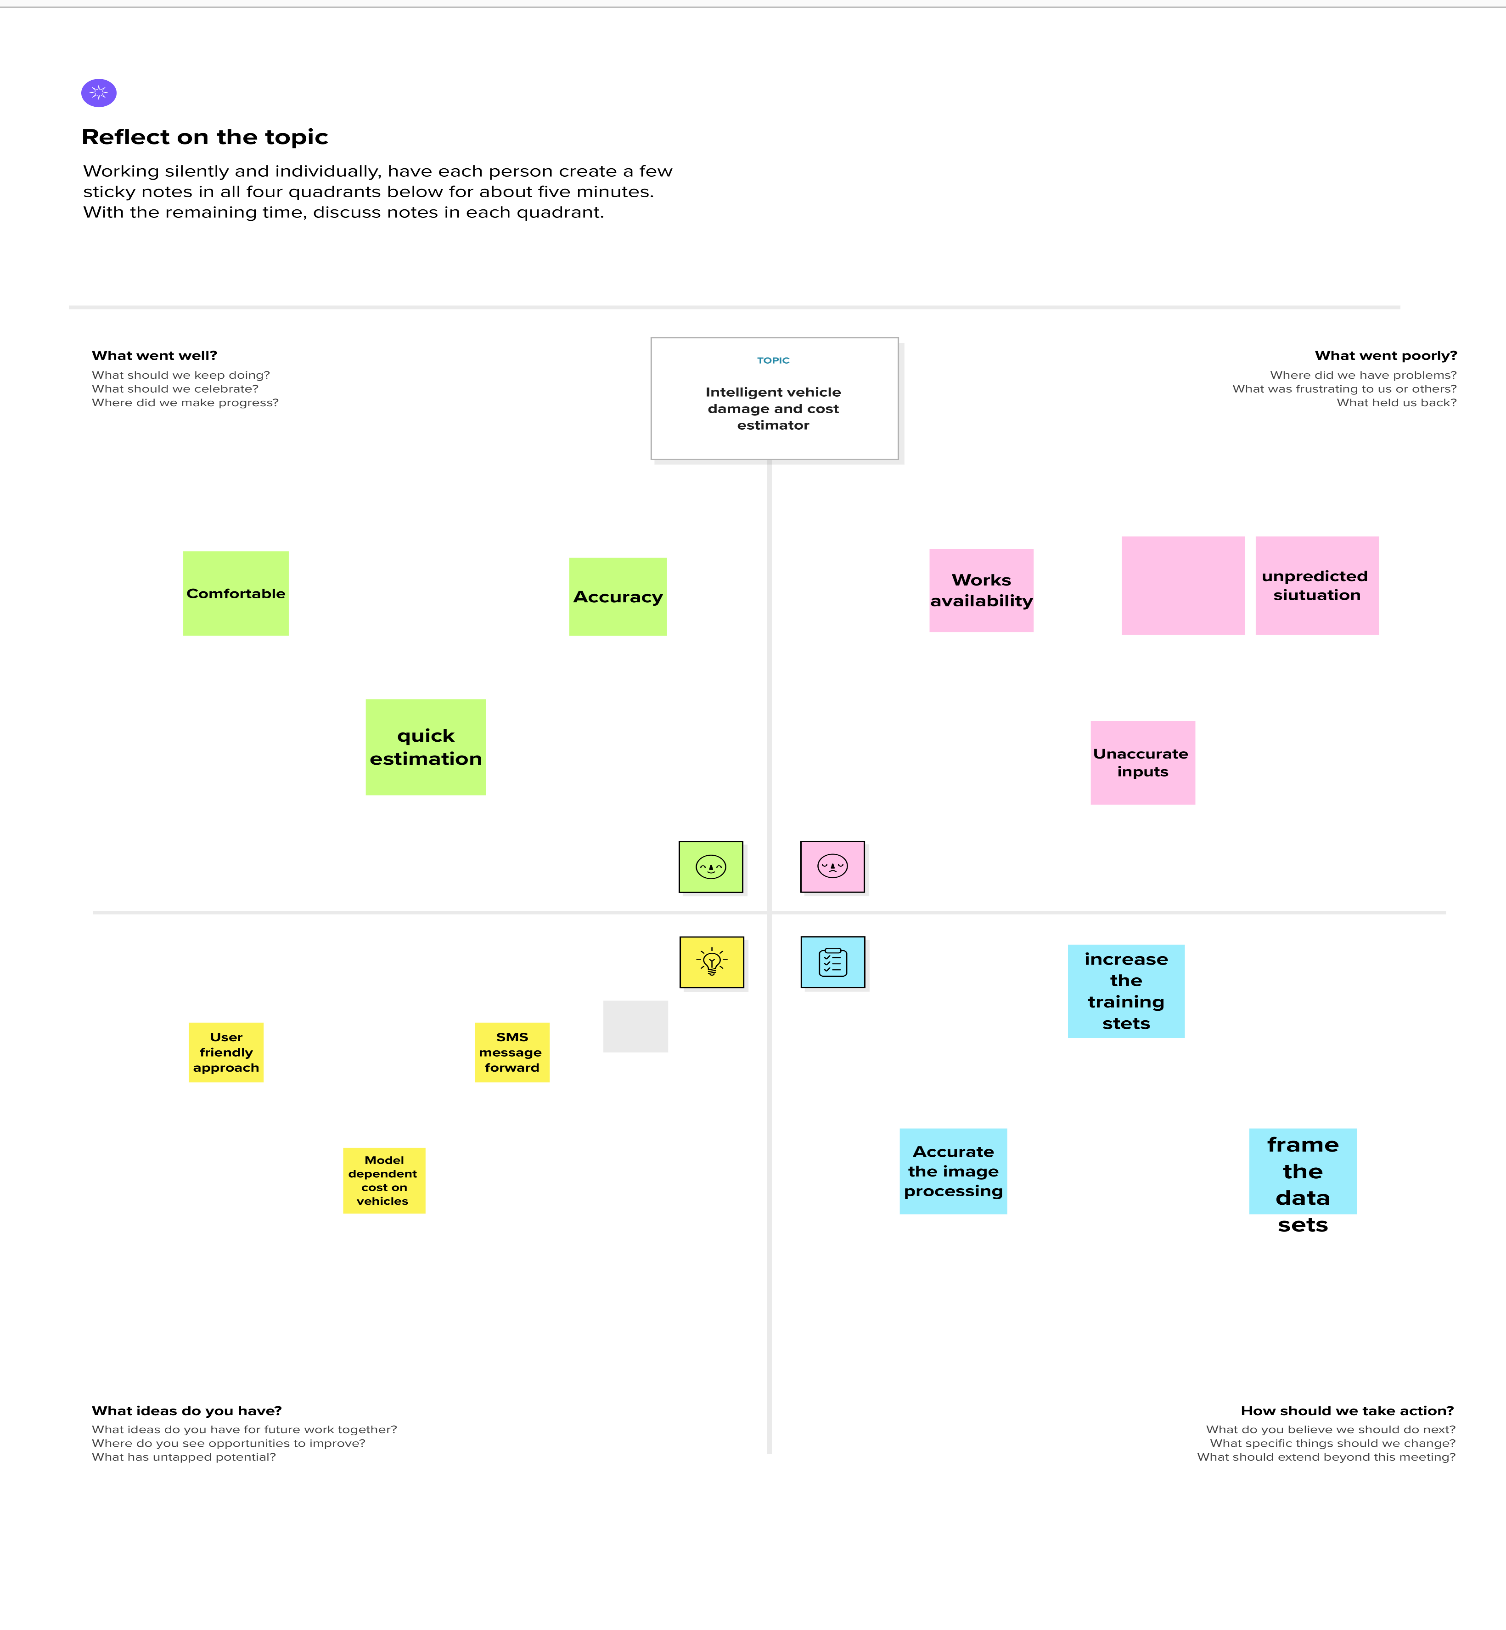 Reflect on the topic
Working silently and individually, have each person create a few
sticky notes in all four quadrants below for about five minutes.
With the remaining time, discuss notes in each quadrant.
What went well?
What should we keep doing?
What should we celebrate?
Where did we make progress?
TOPIC
Intelligent vehicle
damage and cost
estimator
What went poorly?
Where did we have problems?
What was frustrating to us or others?
What held us back?
Comfortable
Accuracy
quick
estimation
Works
availability
unpredicted
siutuation
Unaccurate
inputs
User
friendly
approach
SMS
message
forward
Model
dependent
cost on
vehicles
increase
the
training
stets
Accurate
the image
processing
frame
the
data
sets
What ideas do you have?
What ideas do you have for future work together?
Where do you see opportunities to improve?
What has untapped potential?
How should we take action?
What do you believe we should do next?
What specific things should we change?
What should extend beyond this meeting?